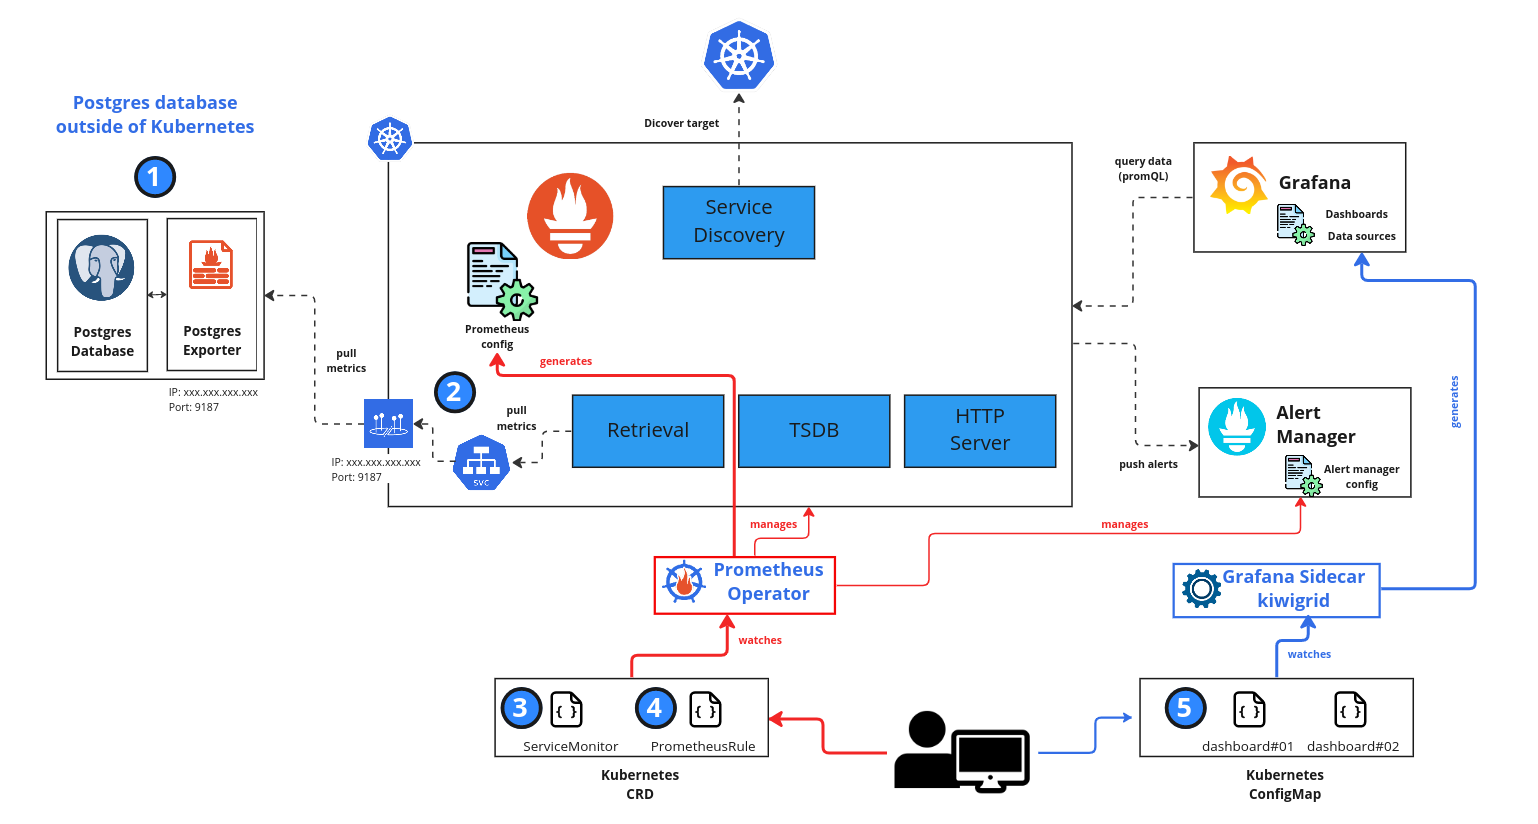 Postgres database
outside of Kubernetes
1
Postgres
Database
Postgres
Exporter
IP: xxx.xxx.xxx.xxx
Port: 9187
pull
metrics
IP: xxx.xxx.xxx.xxx
Port: 9187
Dicover target
Service
Discovery
Prometheus
config
generates
2
pull
metrics
svc
Retrieval
TSDB
HTTP
Server
query data
(promQL)
Grafana
Dashboards
Data sources
Alert
Manager
Alert manager
config
push alerts
generates
manages
manages
Prometheus
Operator
watches
Grafana Sidecar
kiwigrid
watches
3
{ }
ServiceMonitor
4
{ }
PrometheusRule
Kubernetes
CRD
5
{ }
dashboard#01
{ }
dashboard#02
Kubernetes
ConfigMap